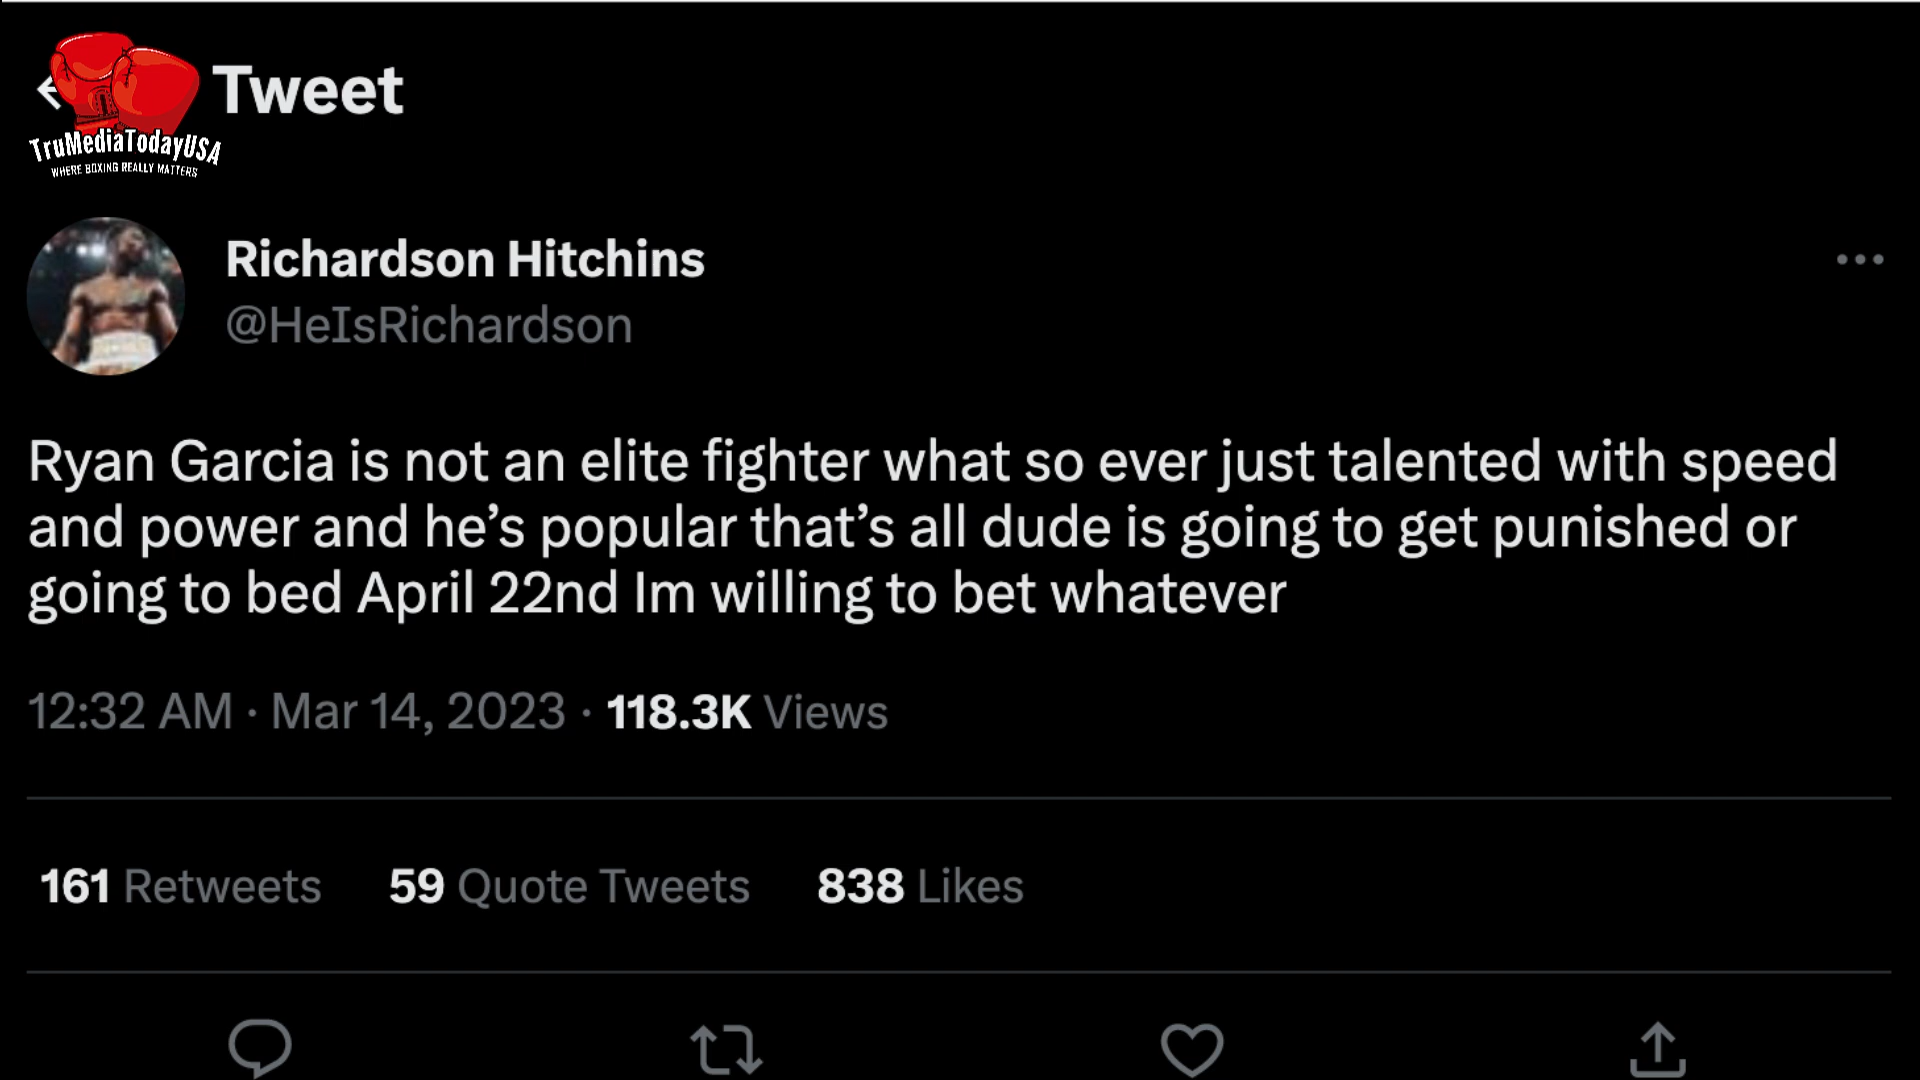 Tweet
TruMediaTodayUSA
WHERE BOXING REALLY MATTERS
Richardson Hitchins
@HeIsRichardson
Ryan Garcia is not an elite fighter what so ever just talented with speed
and power and he’s popular that’s all dude is going to get punished or
going to bed April 22nd Im willing to bet whatever
12:32 AM · Mar 14, 2023 · 118.3K Views
161 Retweets 59 Quote Tweets 838 Likes